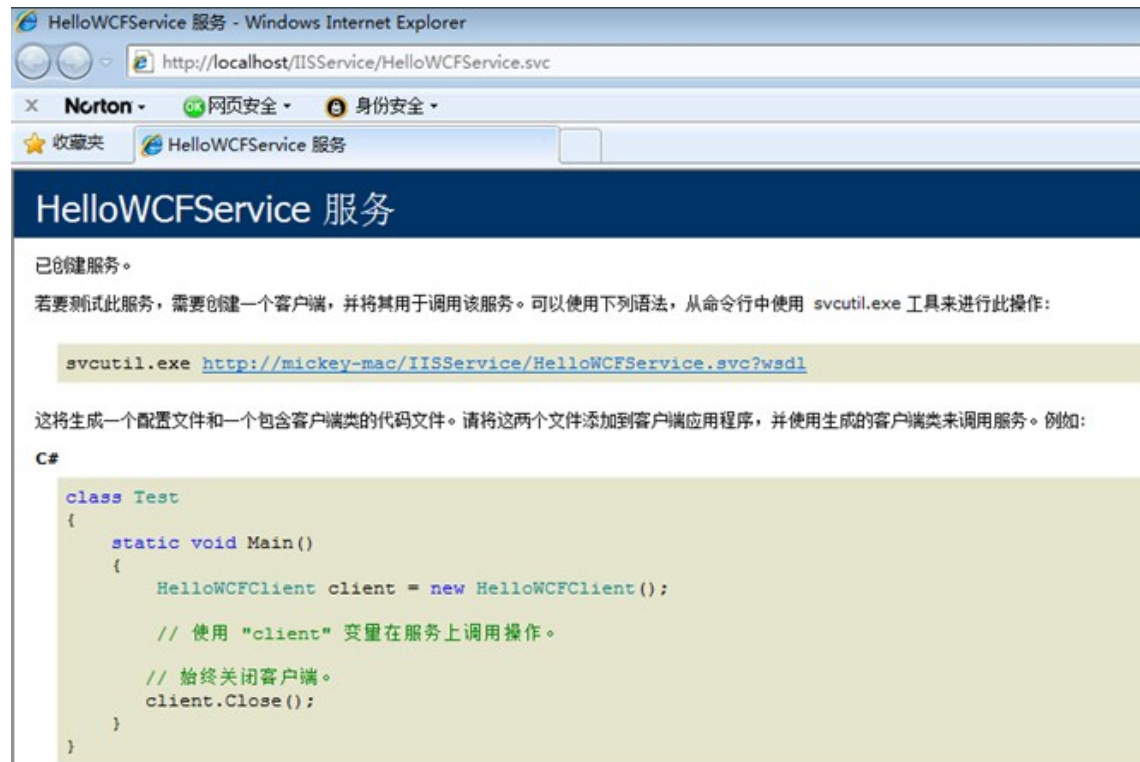 HelloWCFService 服务 - Windows Internet Explorer
http://localhost/IISService/HelloWCFService.svc
x Norton 网页安全 身份安全
收藏夹 HelloWCFService 服务
HelloWCFService 服务
已创建服务。
若要测试此服务，需要创建一个客户端，并将其用于调用该服务。可以使用下列语法，从命令行中使用 svcutil.exe 工具来进行此操作:
svcutil.exe http://mickey-mac/IISService/HelloWCFService.svc?wsdl
这将生成一个配置文件和一个包含客户端类的代码文件。请将这两个文件添加到客户端应用程序，并使用生成的客户端类来调用服务。例如:
C#
class Test
{
static void Main()
{
HelloWCFClient client = new HelloWCFClient();
// 使用 "client" 变量在服务上调用操作。
// 始终关闭客户端。
client.Close();
}
}